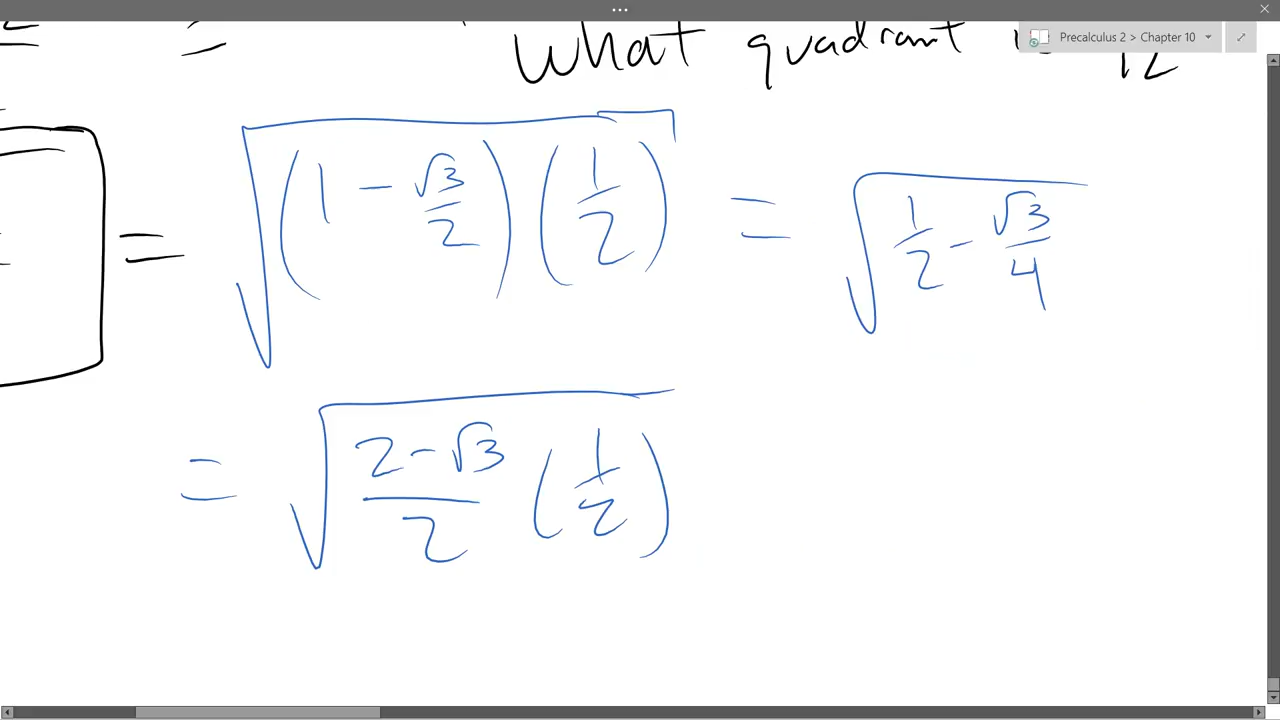 What quadrant
Precalculus 2 > Chapter 10
12
= √((1 - √3/2)(1/2)) = √(1/2 - √3/4)
= √((2-√3)/2 (1/2))